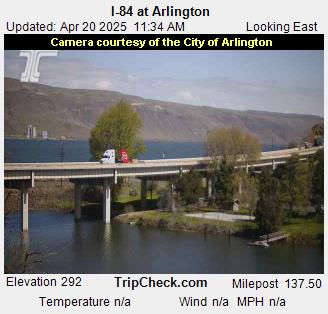 I-84 at Arlington
Updated: Apr 20 2025 11:34 AM Looking East
Camera courtesy of the City of Arlington
Elevation 292 TripCheck.com Milepost 137.50
Temperature n/a Wind n/a MPH n/a